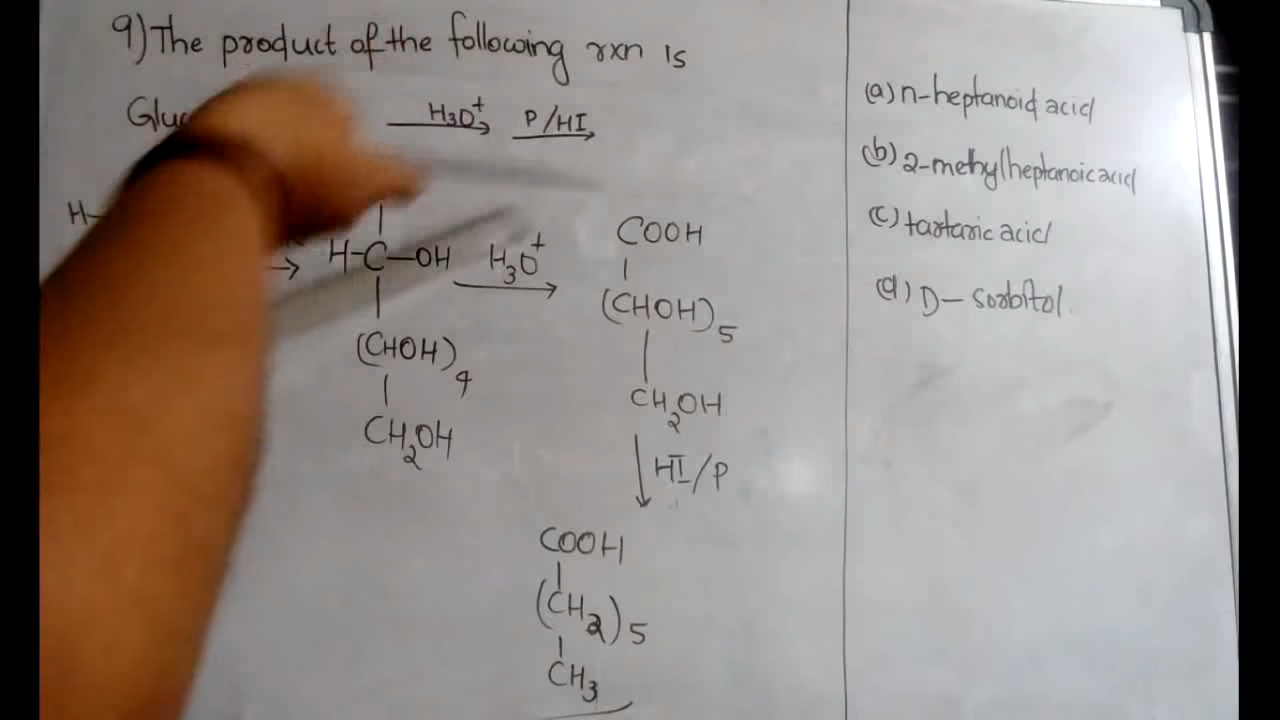 9) The product of the following rxn is
H₃O⁺ P/HI
H-
H-C-OH H₃O⁺
(CHOH)₄
CH₂OH
COOH
(CHOH)₅
CH₂OH
HI/P
COOH
(CH₂)₅
CH₃
(a) n-heptanoid acid
(b) 2-methylheptanoic acid
(c) tartaric acid
(d) D- sorbitol